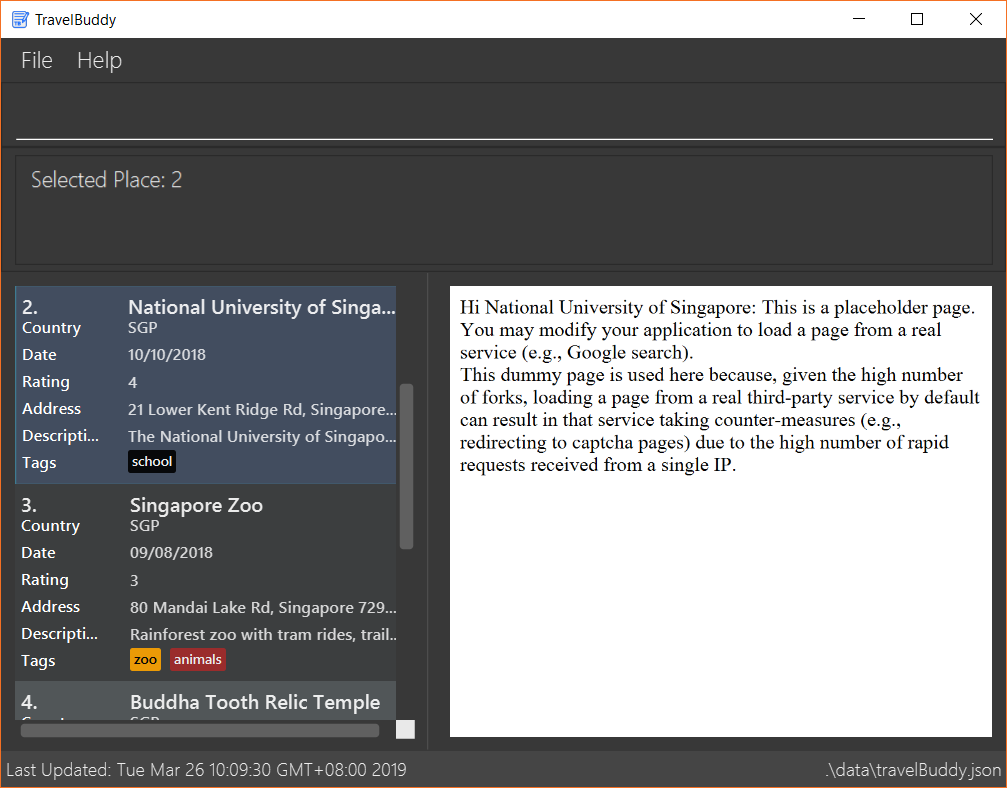 TravelBuddy
File Help
Selected Place: 2
2. National University of Singa...
Country SGP
Date 10/10/2018
Rating 4
Address 21 Lower Kent Ridge Rd, Singapore...
Descripti... The National University of Singapo...
Tags school
3. Singapore Zoo
Country SGP
Date 09/08/2018
Rating 3
Address 80 Mandai Lake Rd, Singapore 729...
Descripti... Rainforest zoo with tram rides, trail...
Tags zoo animals
4. Buddha Tooth Relic Temple
Hi National University of Singapore: This is a placeholder page.
You may modify your application to load a page from a real
service (e.g., Google search).
This dummy page is used here because, given the high number
of forks, loading a page from a real third-party service by default
can result in that service taking counter-measures (e.g.,
redirecting to captcha pages) due to the high number of rapid
requests received from a single IP.
Last Updated: Tue Mar 26 10:09:30 GMT+08:00 2019 .\data\travelBuddy.json